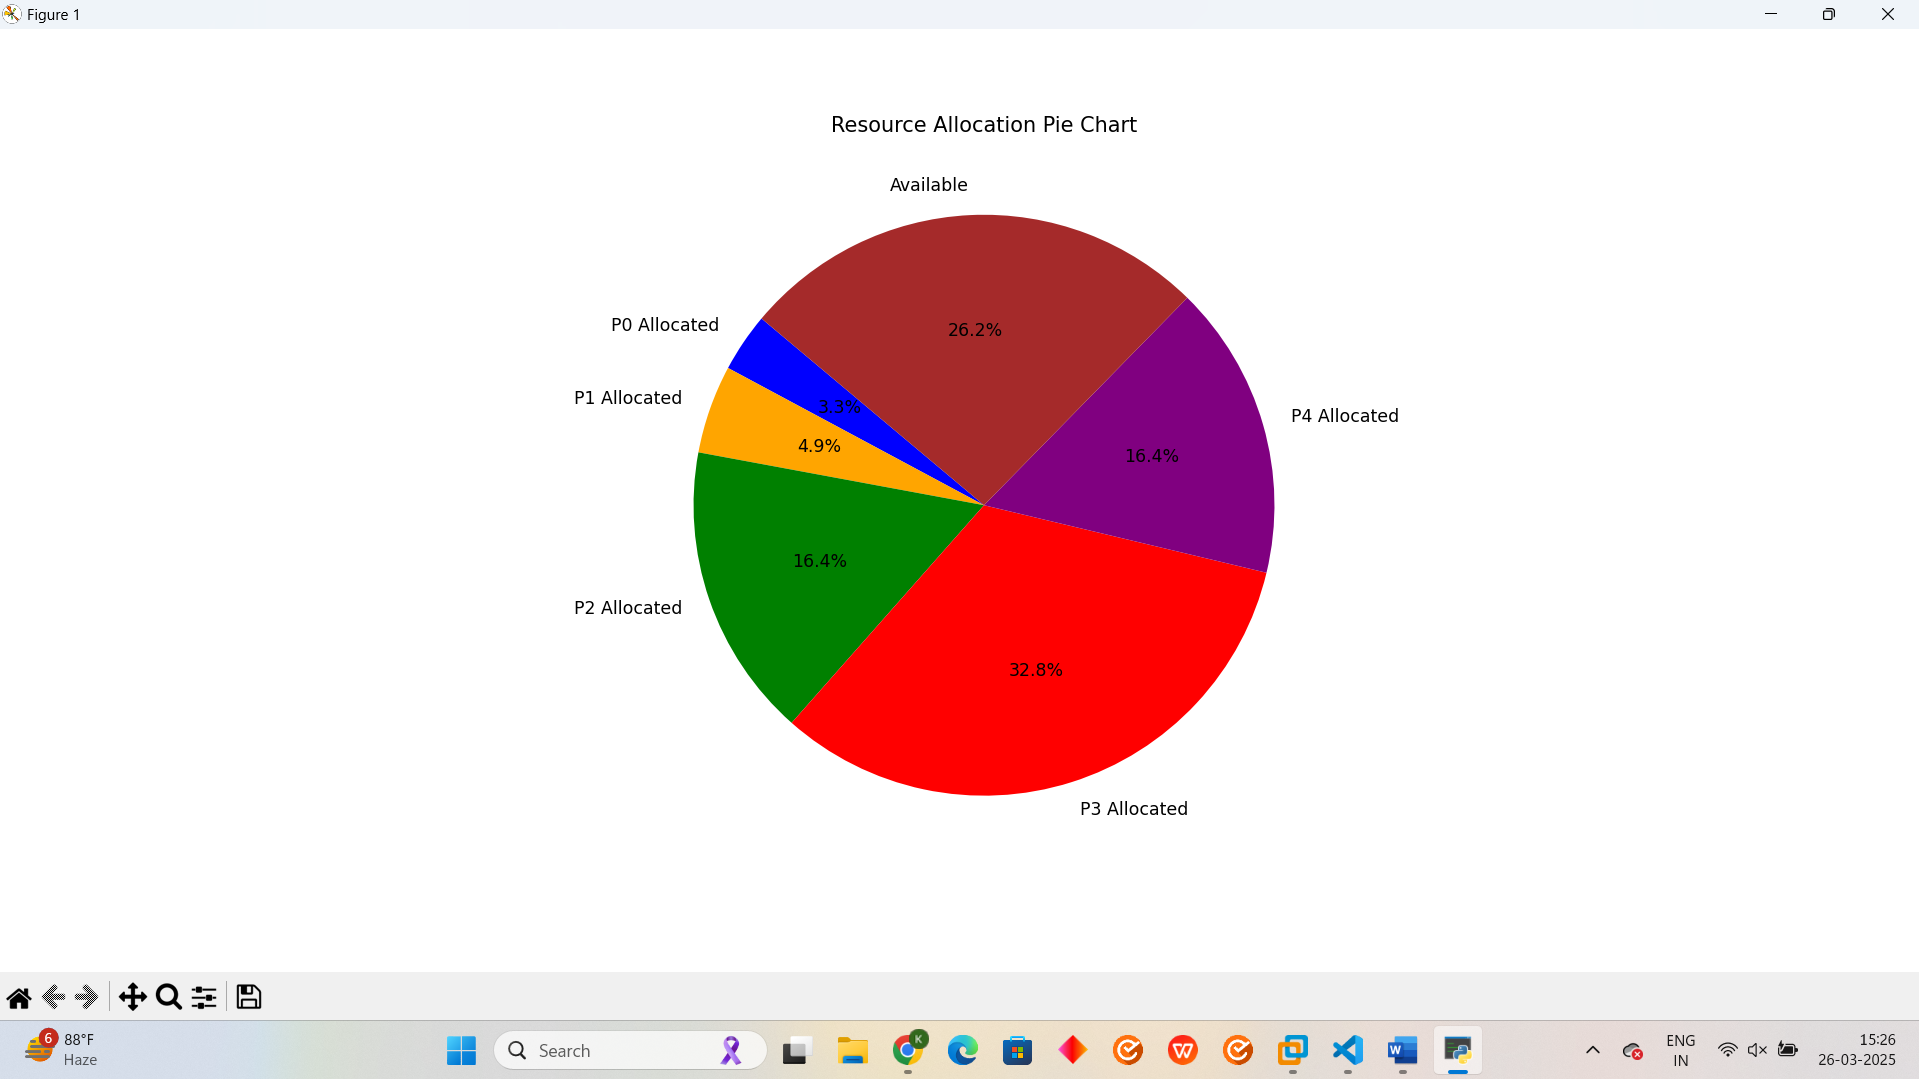 Figure 1
Resource Allocation Pie Chart
Available
26.2%
P0 Allocated
3.3%
P1 Allocated
4.9%
P4 Allocated
16.4%
P2 Allocated
16.4%
32.8%
P3 Allocated
6
88°F
Haze
Search
K
W
W
ENG
IN
15:26
26-03-2025